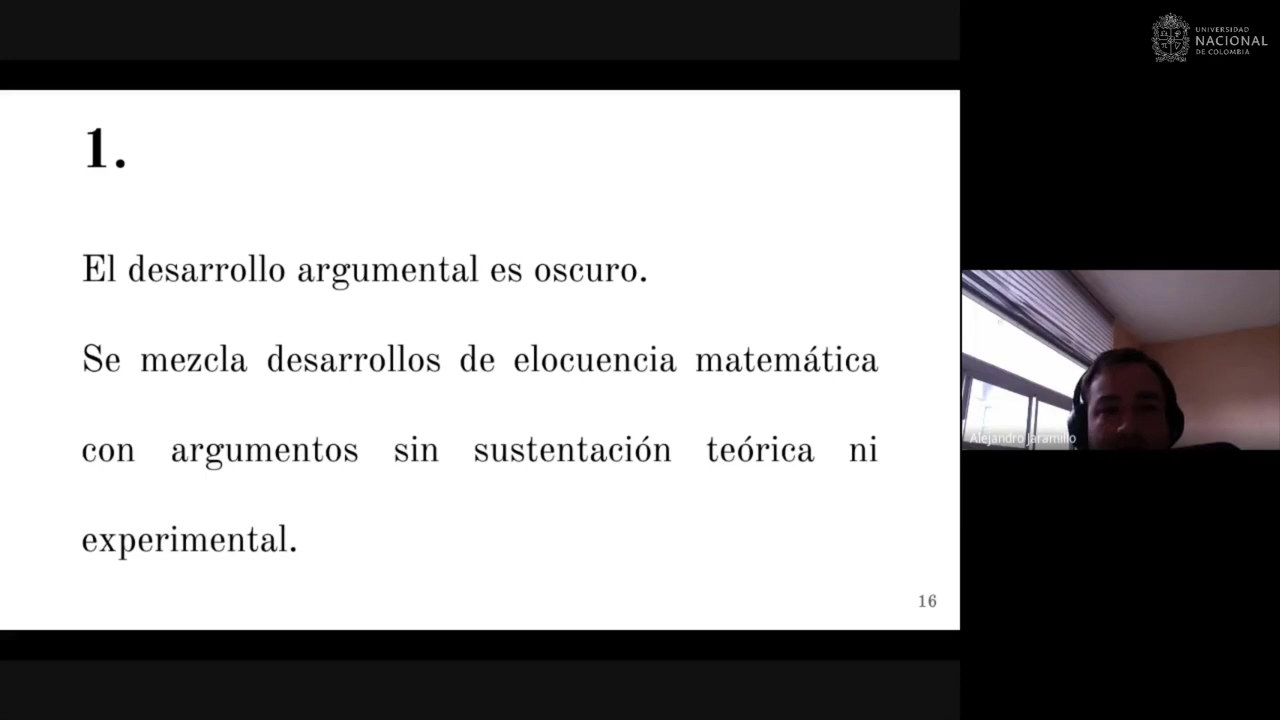 UNIVERSIDAD
NACIONAL
DE COLOMBIA
1.
El desarrollo argumental es oscuro.
Se mezcla desarrollos de elocuencia matemática
con argumentos sin sustentación teórica ni
experimental.
16
Alejandro Jaramillo